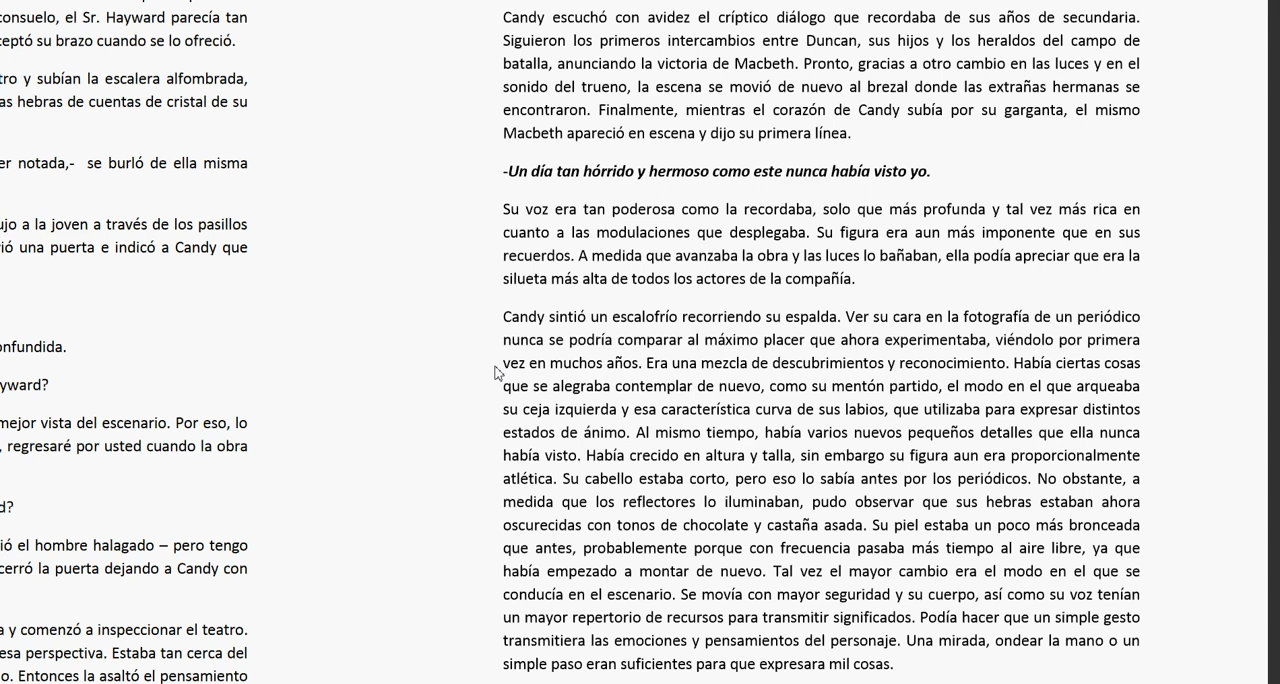 consuelo, el Sr. Hayward parecía tan
ceptó su brazo cuando se lo ofreció.
tro y subían la escalera alfombrada,
as hebras de cuentas de cristal de su
er notada,- se burló de ella misma
ujo a la joven a través de los pasillos
rió una puerta e indicó a Candy que
onfundida.
yward?
mejor vista del escenario. Por eso, lo
, regresaré por usted cuando la obra
d?
ió el hombre halagado – pero tengo
cerró la puerta dejando a Candy con
a y comenzó a inspeccionar el teatro.
esa perspectiva. Estaba tan cerca del
o. Entonces la asaltó el pensamiento
Candy escuchó con avidez el críptico diálogo que recordaba de sus años de secundaria.
Siguieron los primeros intercambios entre Duncan, sus hijos y los heraldos del campo de
batalla, anunciando la victoria de Macbeth. Pronto, gracias a otro cambio en las luces y en el
sonido del trueno, la escena se movió de nuevo al brezal donde las extrañas hermanas se
encontraron. Finalmente, mientras el corazón de Candy subía por su garganta, el mismo
Macbeth apareció en escena y dijo su primera línea.
-Un día tan hórrido y hermoso como este nunca había visto yo.
Su voz era tan poderosa como la recordaba, solo que más profunda y tal vez más rica en
cuanto a las modulaciones que desplegaba. Su figura era aun más imponente que en sus
recuerdos. A medida que avanzaba la obra y las luces lo bañaban, ella podía apreciar que era la
silueta más alta de todos los actores de la compañía.
Candy sintió un escalofrío recorriendo su espalda. Ver su cara en la fotografía de un periódico
nunca se podría comparar al máximo placer que ahora experimentaba, viéndolo por primera
vez en muchos años. Era una mezcla de descubrimientos y reconocimiento. Había ciertas cosas
que se alegraba contemplar de nuevo, como su mentón partido, el modo en el que arqueaba
su ceja izquierda y esa característica curva de sus labios, que utilizaba para expresar distintos
estados de ánimo. Al mismo tiempo, había varios nuevos pequeños detalles que ella nunca
había visto. Había crecido en altura y talla, sin embargo su figura aun era proporcionalmente
atlética. Su cabello estaba corto, pero eso lo sabía antes por los periódicos. No obstante, a
medida que los reflectores lo iluminaban, pudo observar que sus hebras estaban ahora
oscurecidas con tonos de chocolate y castaña asada. Su piel estaba un poco más bronceada
que antes, probablemente porque con frecuencia pasaba más tiempo al aire libre, ya que
había empezado a montar de nuevo. Tal vez el mayor cambio era el modo en el que se
conducía en el escenario. Se movía con mayor seguridad y su cuerpo, así como su voz tenían
un mayor repertorio de recursos para transmitir significados. Podía hacer que un simple gesto
transmitiera las emociones y pensamientos del personaje. Una mirada, ondear la mano o un
simple paso eran suficientes para que expresara mil cosas.